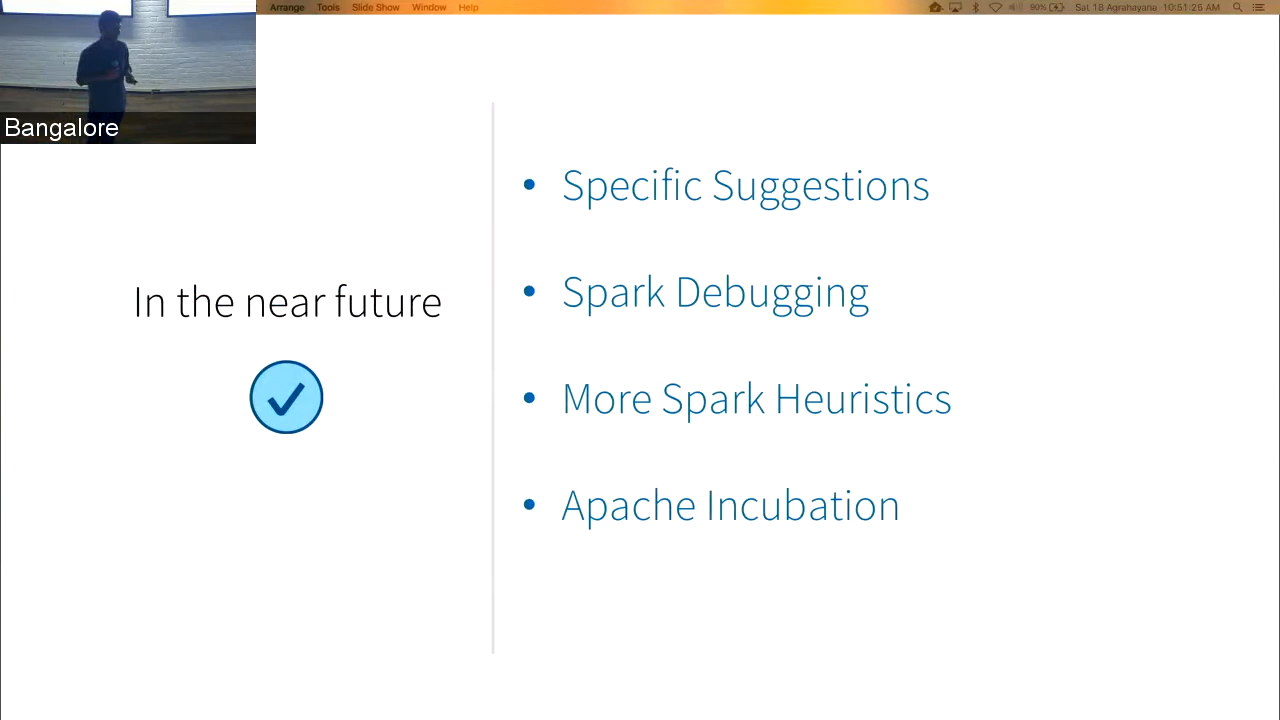 Arrange Tools Slide Show Window Help 90% Sat 18 Agrahayana 10:51:26 AM
Bangalore
In the near future
• Specific Suggestions
• Spark Debugging
• More Spark Heuristics
• Apache Incubation